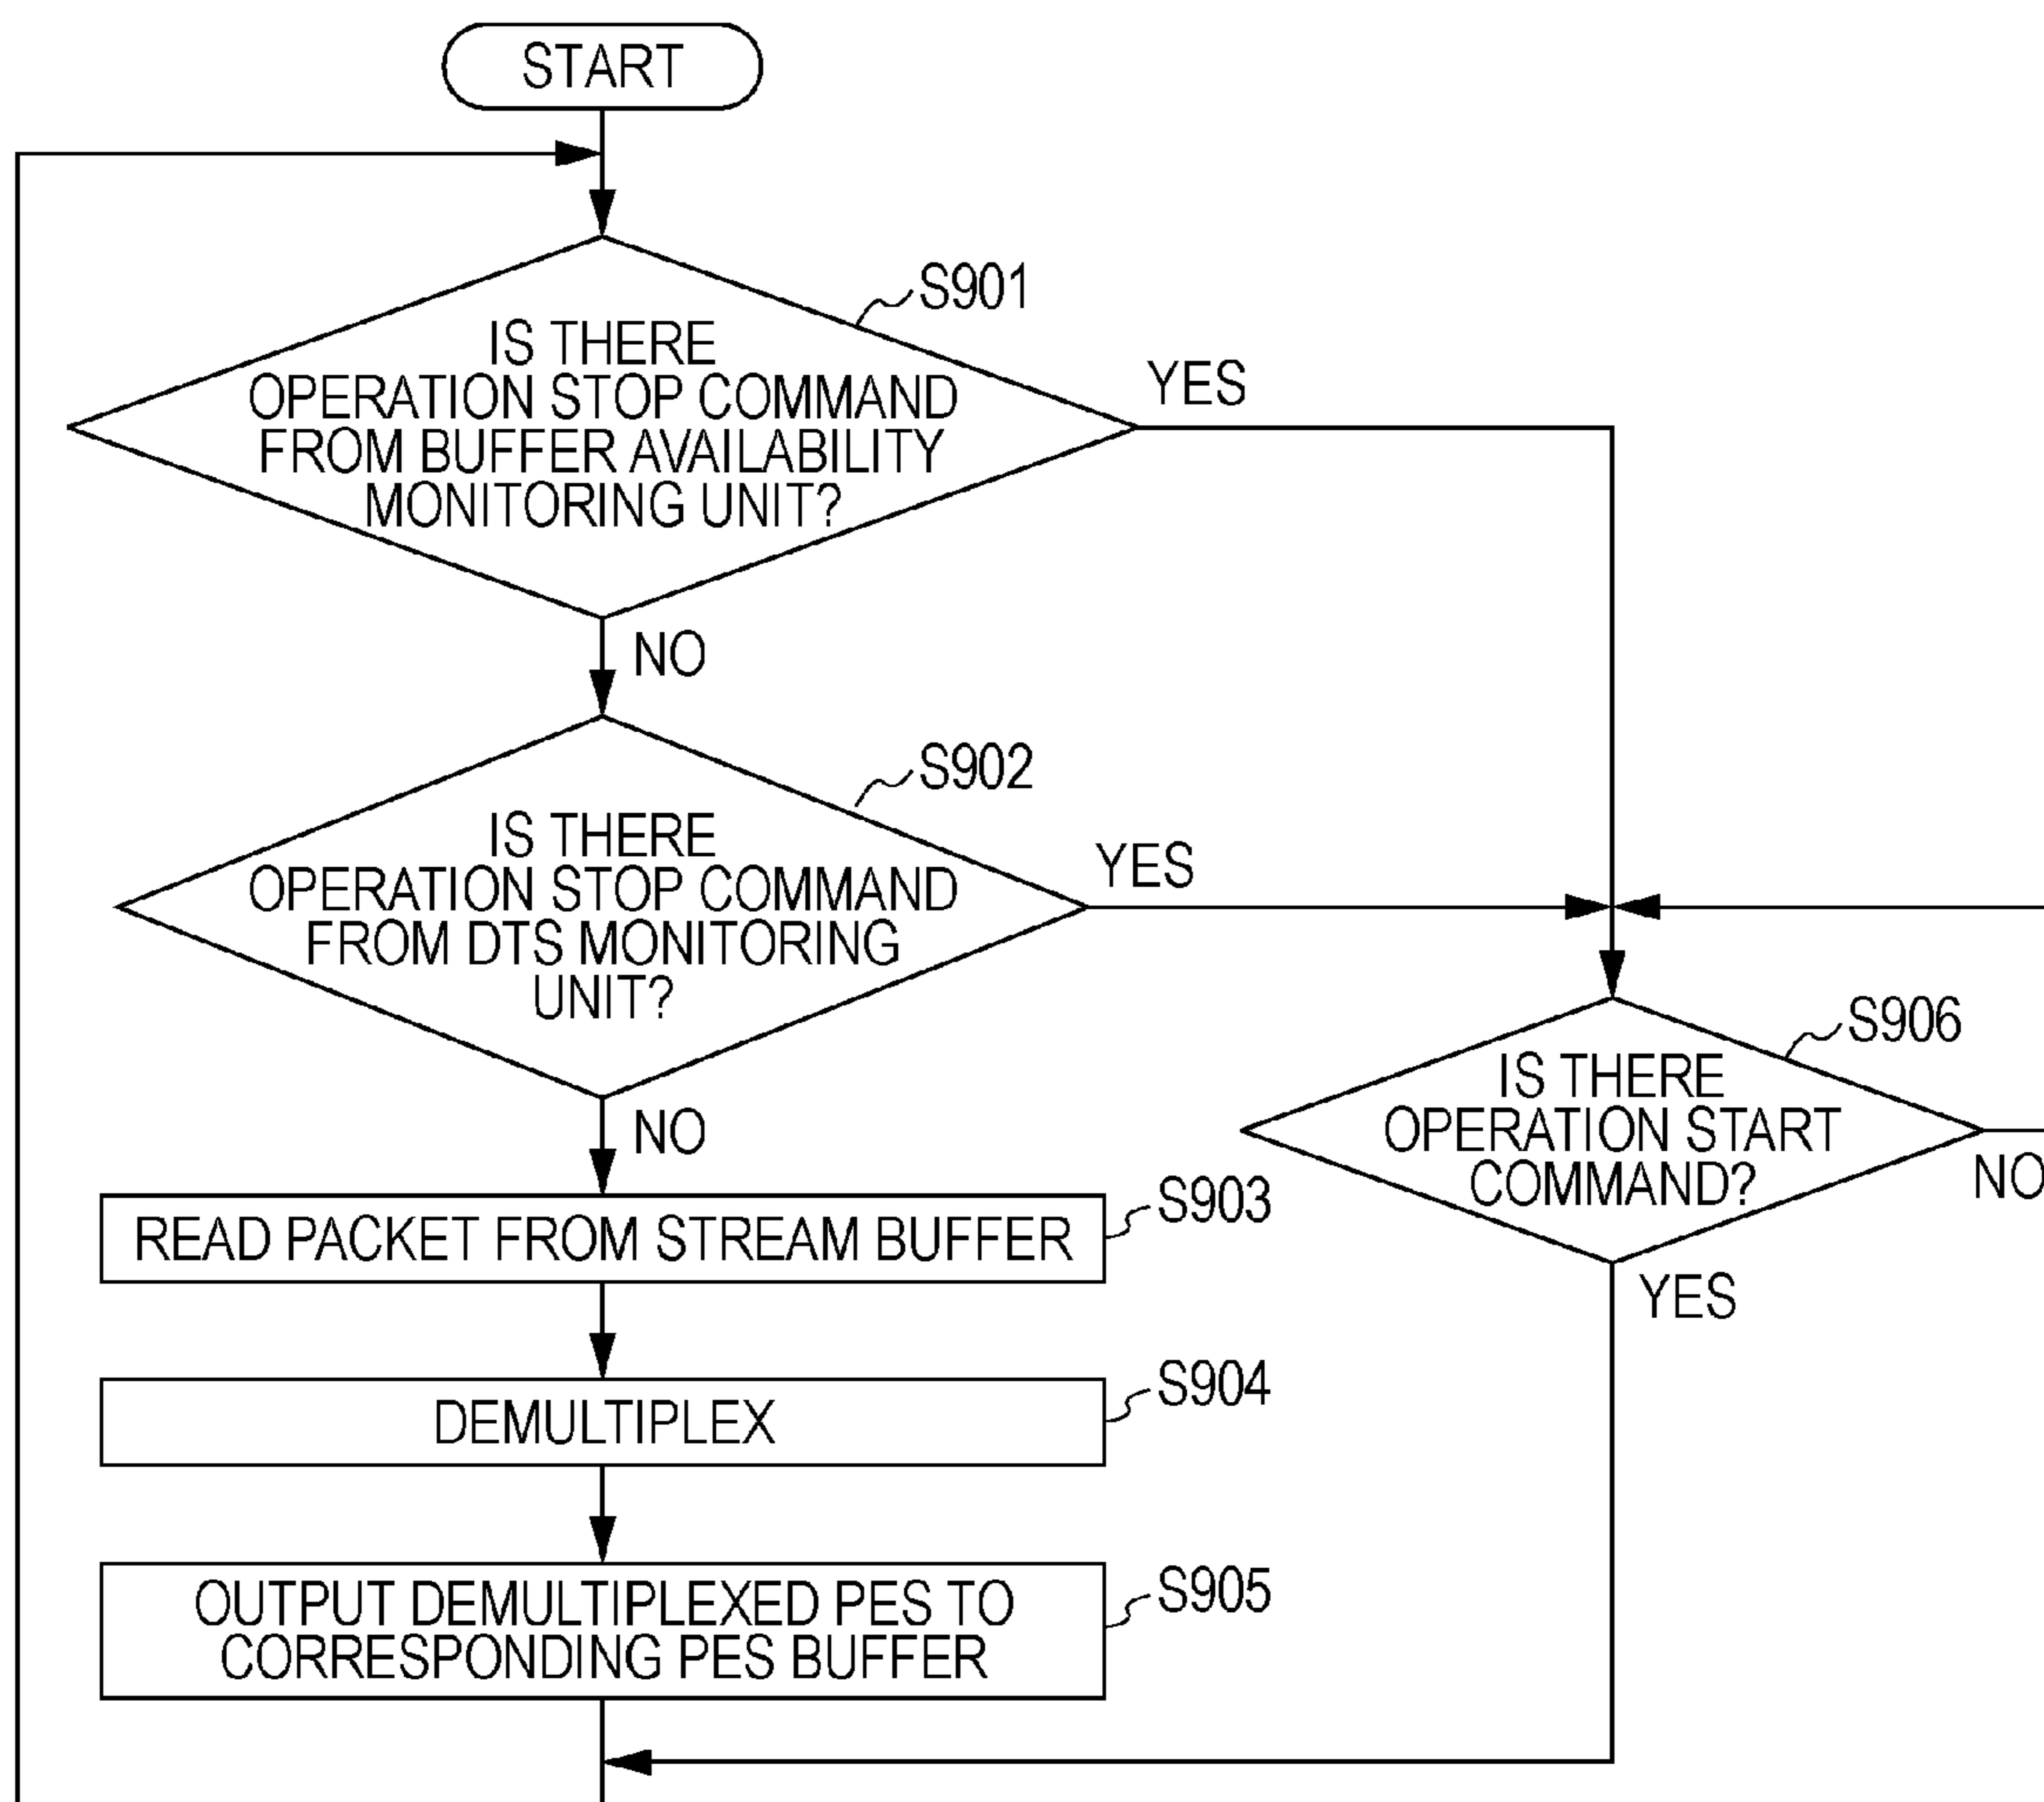 START
S901
IS THERE
OPERATION STOP COMMAND
FROM BUFFER AVAILABILITY
MONITORING UNIT?
YES
NO
S902
IS THERE
OPERATION STOP COMMAND
FROM DTS MONITORING
UNIT?
YES
NO
S906
IS THERE
OPERATION START
COMMAND?
NO
YES
READ PACKET FROM STREAM BUFFER
S903
DEMULTIPLEX
S904
OUTPUT DEMULTIPLEXED PES TO
CORRESPONDING PES BUFFER
S905